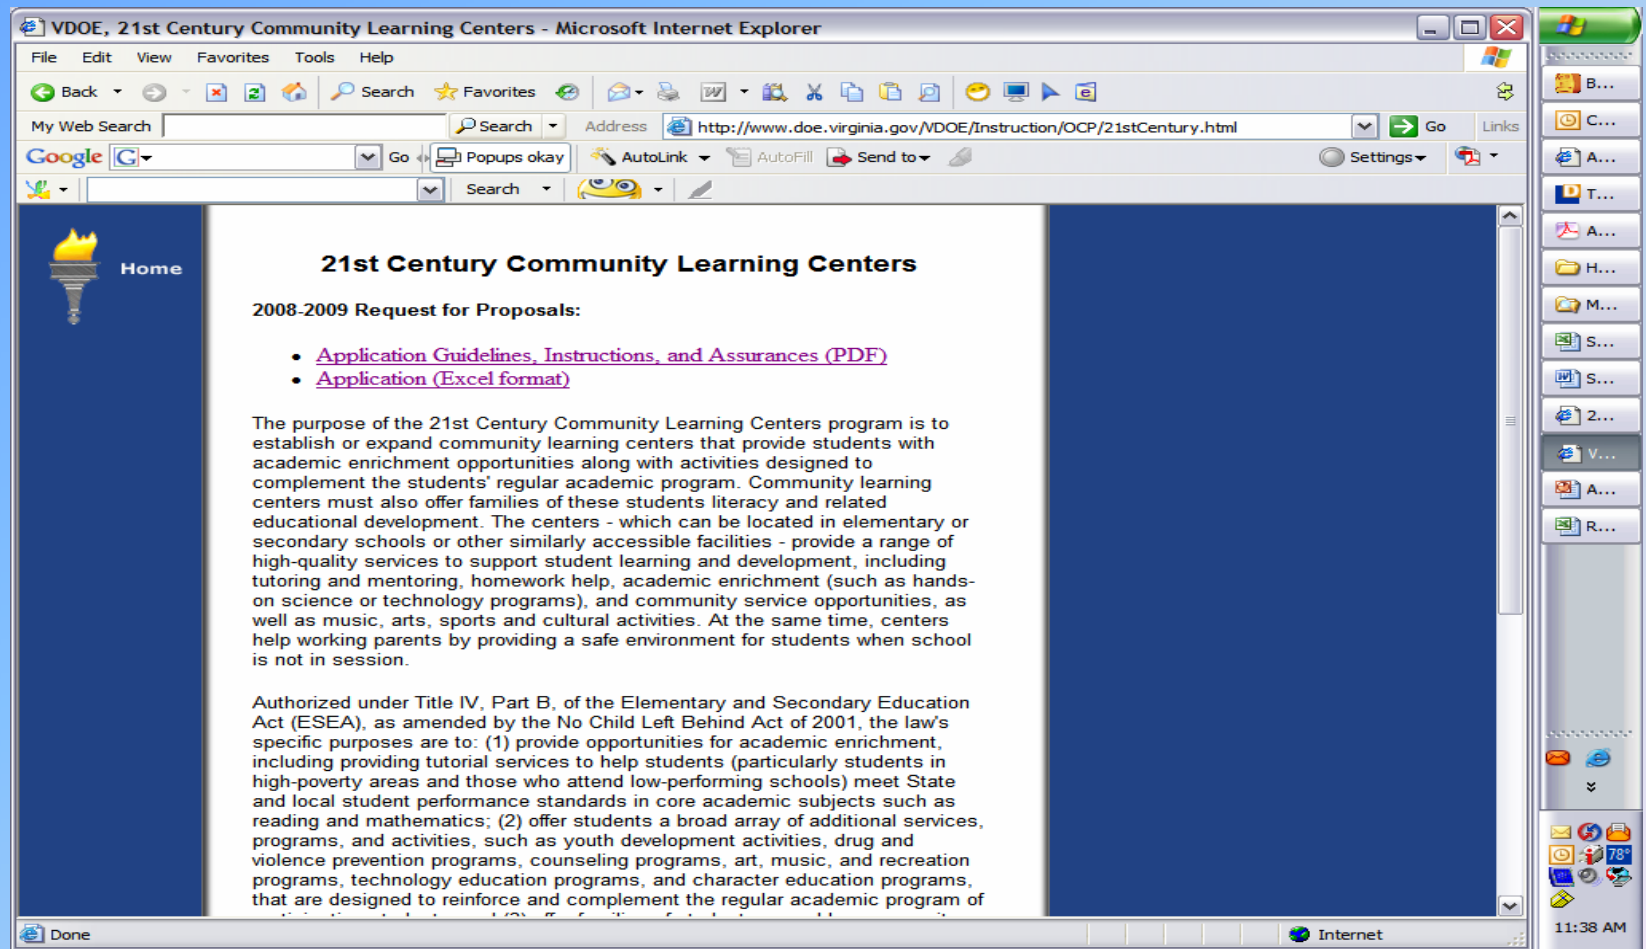 VDOE, 21st Century Community Learning Centers - Microsoft Internet Explorer
File Edit View Favorites Tools Help
Back Search Favorites
My Web Search Search Address http://www.doe.virginia.gov/VDOE/Instruction/OCP/21stCentury.html Go Links
Google G Go Popups okay AutoLink AutoFill Send to Settings
Search
Home
21st Century Community Learning Centers
2008-2009 Request for Proposals:
• Application Guidelines, Instructions, and Assurances (PDF)
• Application (Excel format)
The purpose of the 21st Century Community Learning Centers program is to
establish or expand community learning centers that provide students with
academic enrichment opportunities along with activities designed to
complement the students' regular academic program. Community learning
centers must also offer families of these students literacy and related
educational development. The centers - which can be located in elementary or
secondary schools or other similarly accessible facilities - provide a range of
high-quality services to support student learning and development, including
tutoring and mentoring, homework help, academic enrichment (such as hands-
on science or technology programs), and community service opportunities, as
well as music, arts, sports and cultural activities. At the same time, centers
help working parents by providing a safe environment for students when school
is not in session.
Authorized under Title IV, Part B, of the Elementary and Secondary Education
Act (ESEA), as amended by the No Child Left Behind Act of 2001, the law's
specific purposes are to: (1) provide opportunities for academic enrichment,
including providing tutorial services to help students (particularly students in
high-poverty areas and those who attend low-performing schools) meet State
and local student performance standards in core academic subjects such as
reading and mathematics; (2) offer students a broad array of additional services,
programs, and activities, such as youth development activities, drug and
violence prevention programs, counseling programs, art, music, and recreation
programs, technology education programs, and character education programs,
that are designed to reinforce and complement the regular academic program of
Done Internet
B...
C...
A...
T...
A...
H...
M...
S...
S...
2...
V...
A...
R...
78°
11:38 AM